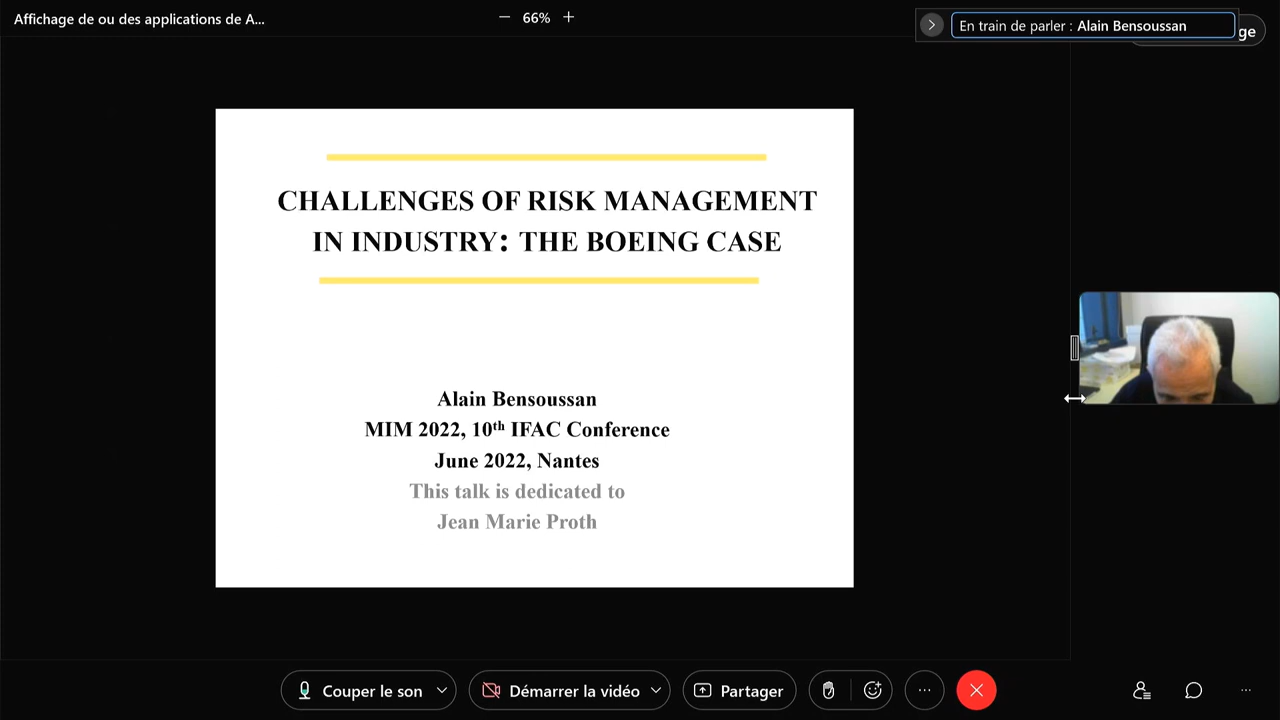 Affichage de ou des applications de A...
66%
En train de parler : Alain Bensoussan
ge
CHALLENGES OF RISK MANAGEMENT
IN INDUSTRY: THE BOEING CASE
Alain Bensoussan
MIM 2022, 10th IFAC Conference
June 2022, Nantes
This talk is dedicated to
Jean Marie Proth
Couper le son
Démarrer la vidéo
Partager